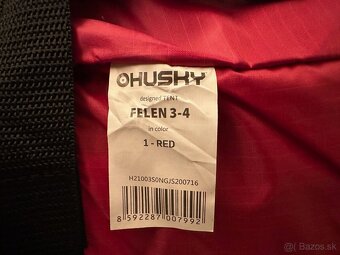 HUSKY
designed TENT
FELEN 3-4
in color
1 - RED
H21003S0NGJS200716
8 592287 007992
© Bazos.sk